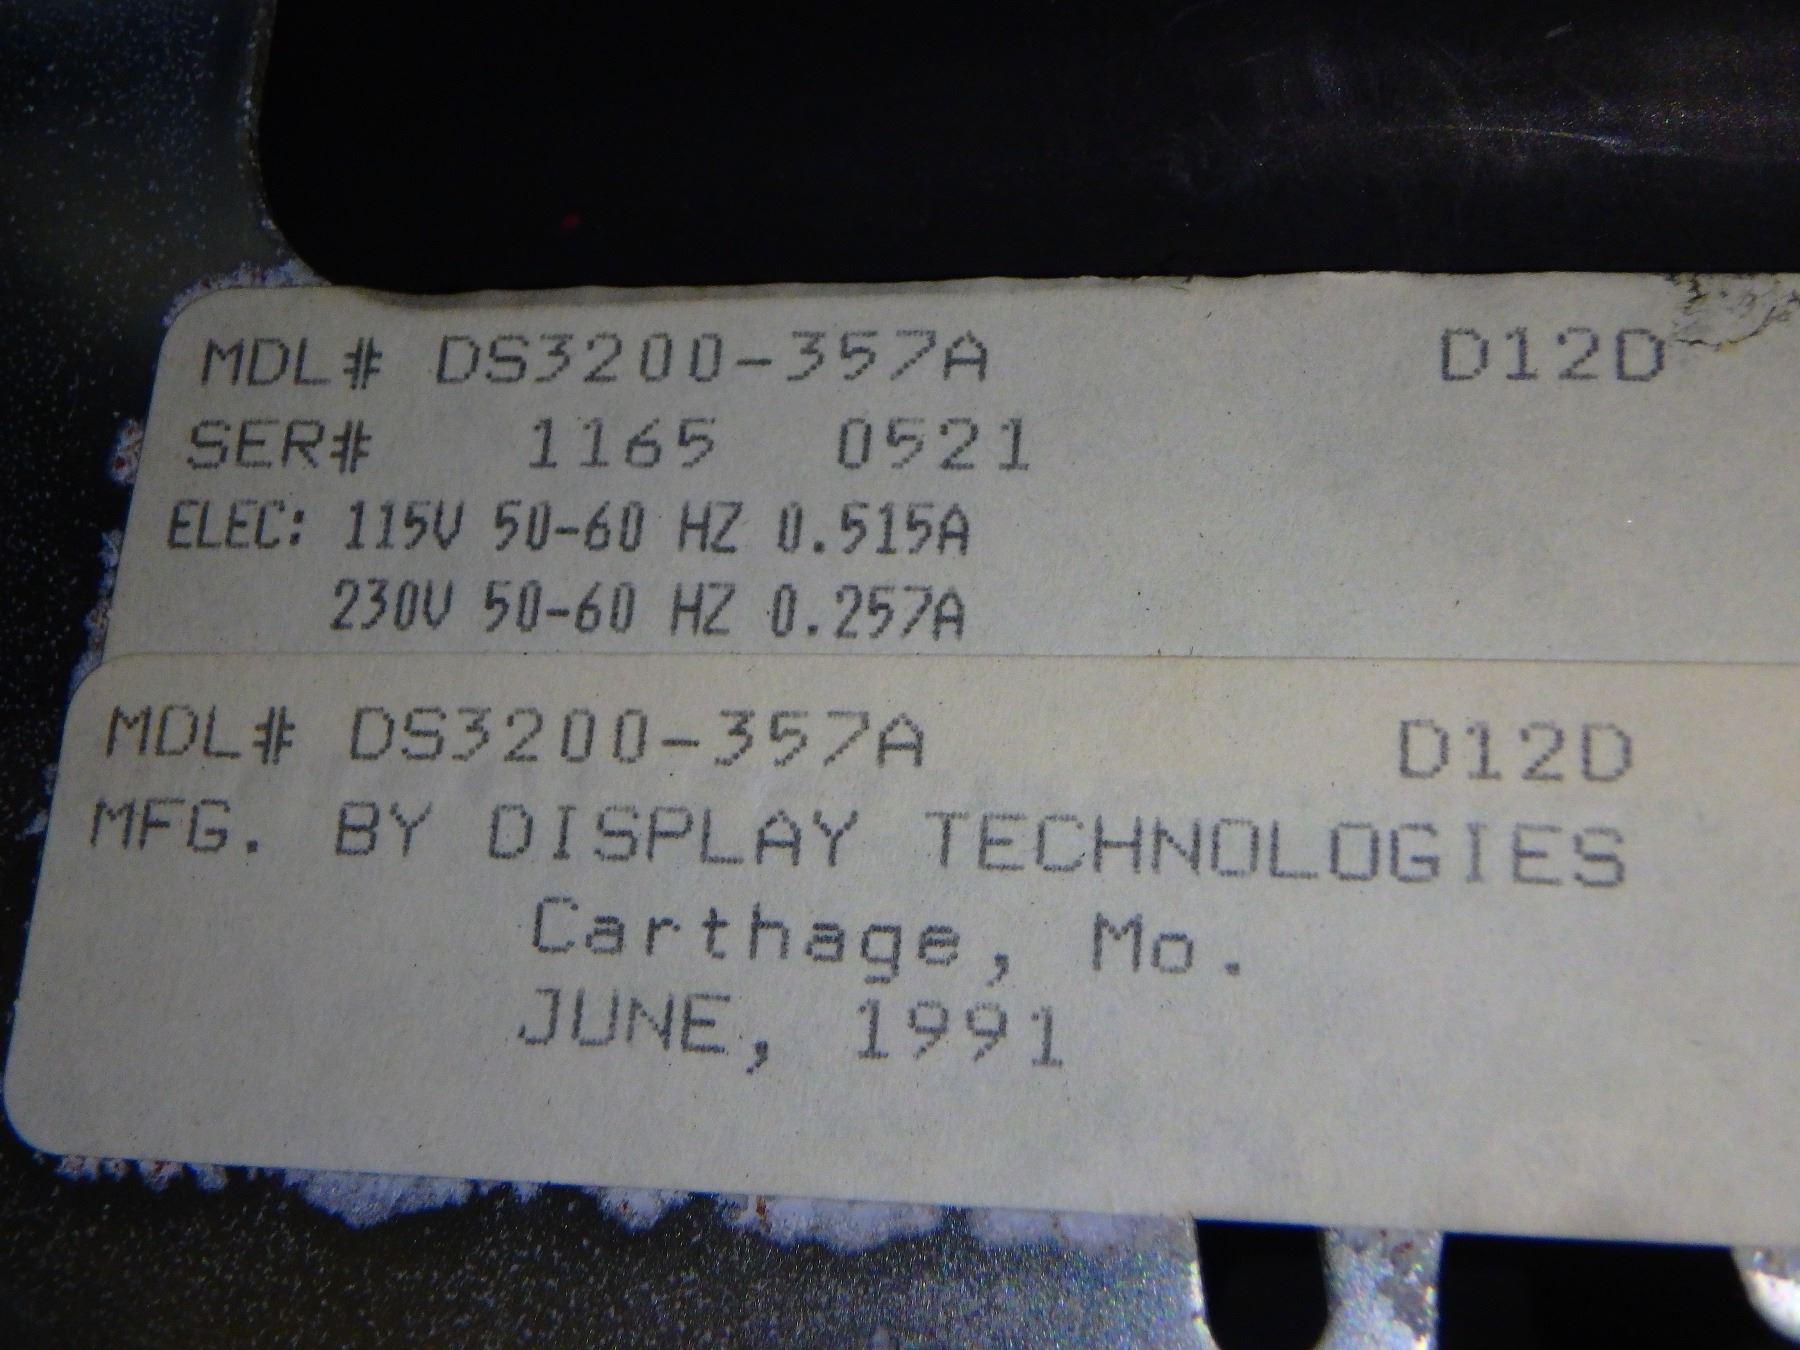 MDL# DS3200-357A D12D
SER# 1165 0521
ELEC: 115V 50-60 HZ 0.515A
230V 50-60 HZ 0.257A
MDL# DS3200-357A D12D
MFG. BY DISPLAY TECHNOLOGIES
Carthage, Mo.
JUNE, 1991